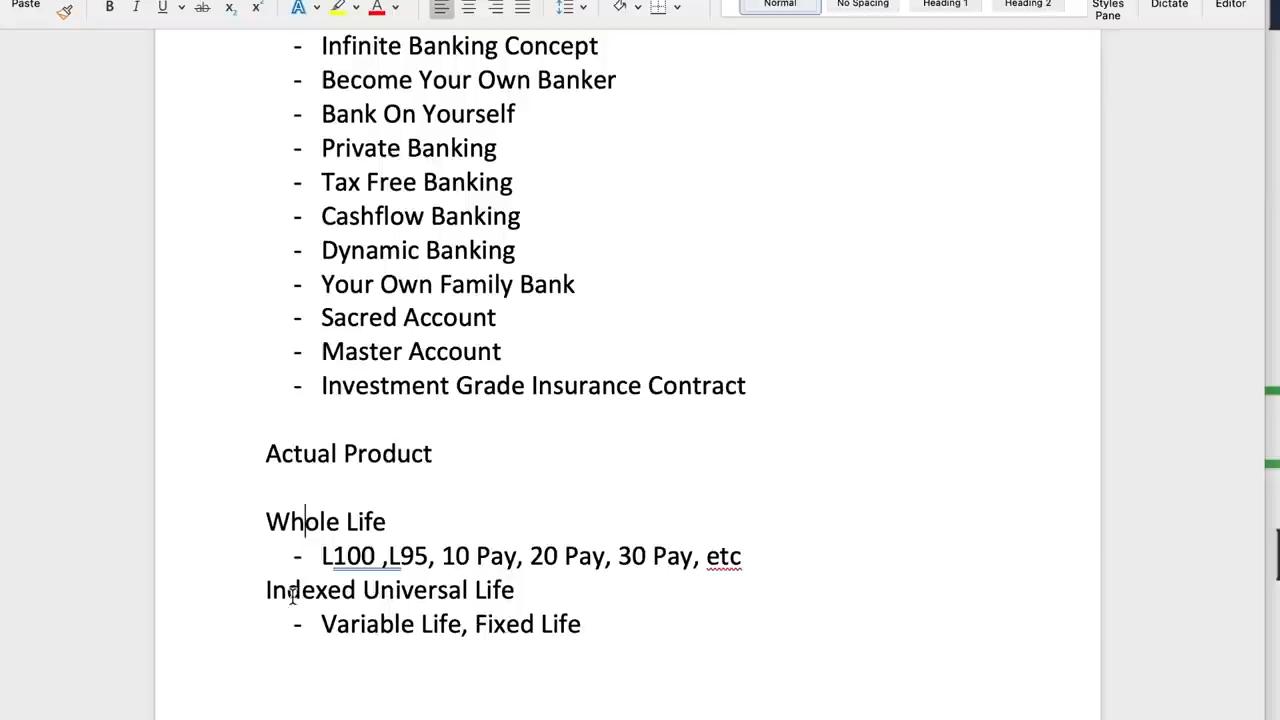 Paste
B I U ab x₂ x² A A
Normal No Spacing Heading 1 Heading 2 Styles Pane Dictate Editor
- Infinite Banking Concept
- Become Your Own Banker
- Bank On Yourself
- Private Banking
- Tax Free Banking
- Cashflow Banking
- Dynamic Banking
- Your Own Family Bank
- Sacred Account
- Master Account
- Investment Grade Insurance Contract
Actual Product
Whole Life
- L100 ,L95, 10 Pay, 20 Pay, 30 Pay, etc
Indexed Universal Life
- Variable Life, Fixed Life